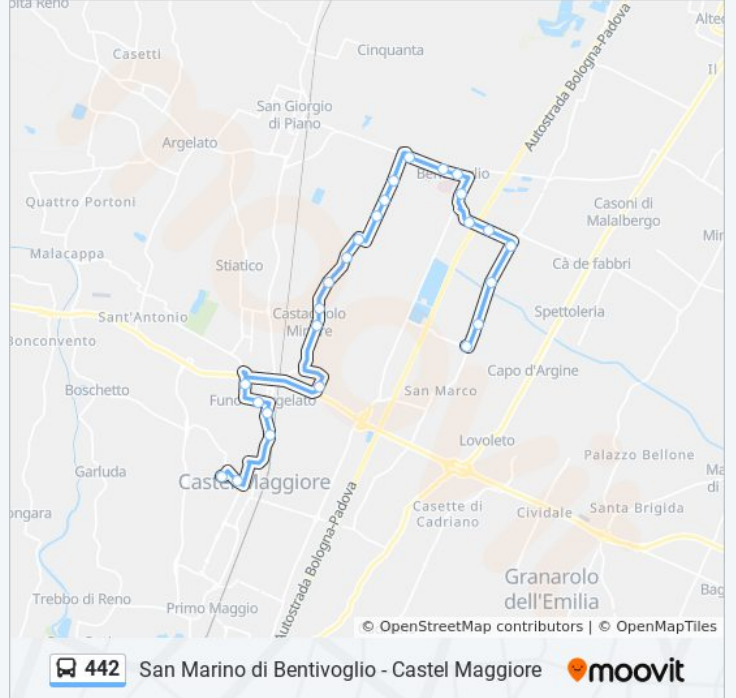 Casetti
Cinquanta
San Giorgio
di Piano
Argelato
Autostrada Bologna-Padova
Il
Quattro Portoni
Casoni di
Malalbergo
Malacappa
Stiatico
Cà de fabbri
Sant'Antonio
Minore
Spettoleria
Bonconvento
Capo d'Argine
Boschetto
San Marco
Lovoleto
Palazzo Bellone
Garluda
Castel Maggiore
Casette di
Cadriano
Cividale
Santa Brigida
di
Autostrada Bologna-Padova
Granarolo
dell'Emilia
Trebbo di Reno
Primo Maggio
© OpenStreetMap contributors | © OpenMapTiles
442 San Marino di Bentivoglio - Castel Maggiore moovit